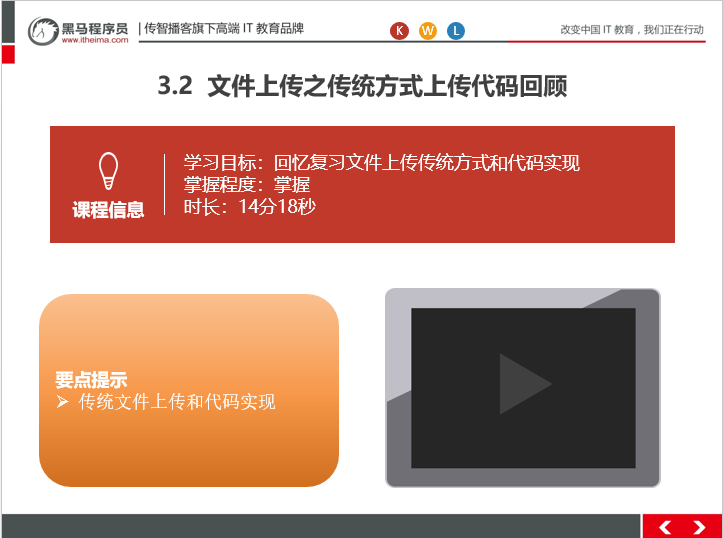 黑马程序员
www.itheima.com
传智播客旗下高端 IT 教育品牌
K W L
改变中国 IT 教育，我们正在行动
3.2 文件上传之传统方式上传代码回顾
课程信息
学习目标：回忆复习文件上传传统方式和代码实现
掌握程度：掌握
时长：14分18秒
要点提示
➢ 传统文件上传和代码实现